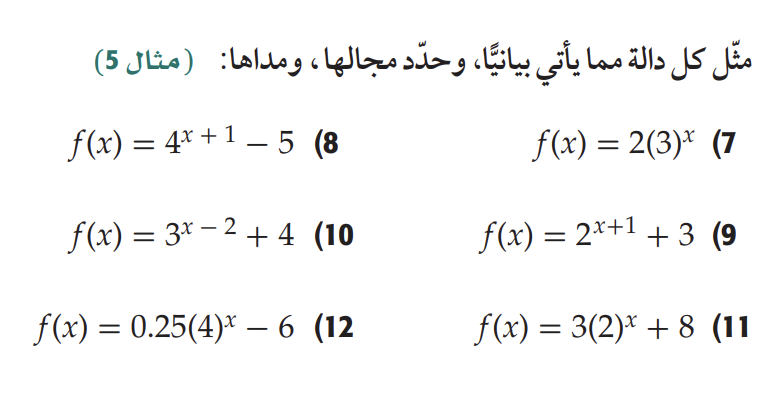 مثّل كل دالة مما يأتي بيانيًّا، وحدّد مجالها، ومداها: (مثال 5)
7) f(x) = 2(3)^x 8) f(x) = 4^{x + 1} − 5
9) f(x) = 2^{x+1} + 3 10) f(x) = 3^{x − 2} + 4
11) f(x) = 3(2)^x + 8 12) f(x) = 0.25(4)^x − 6